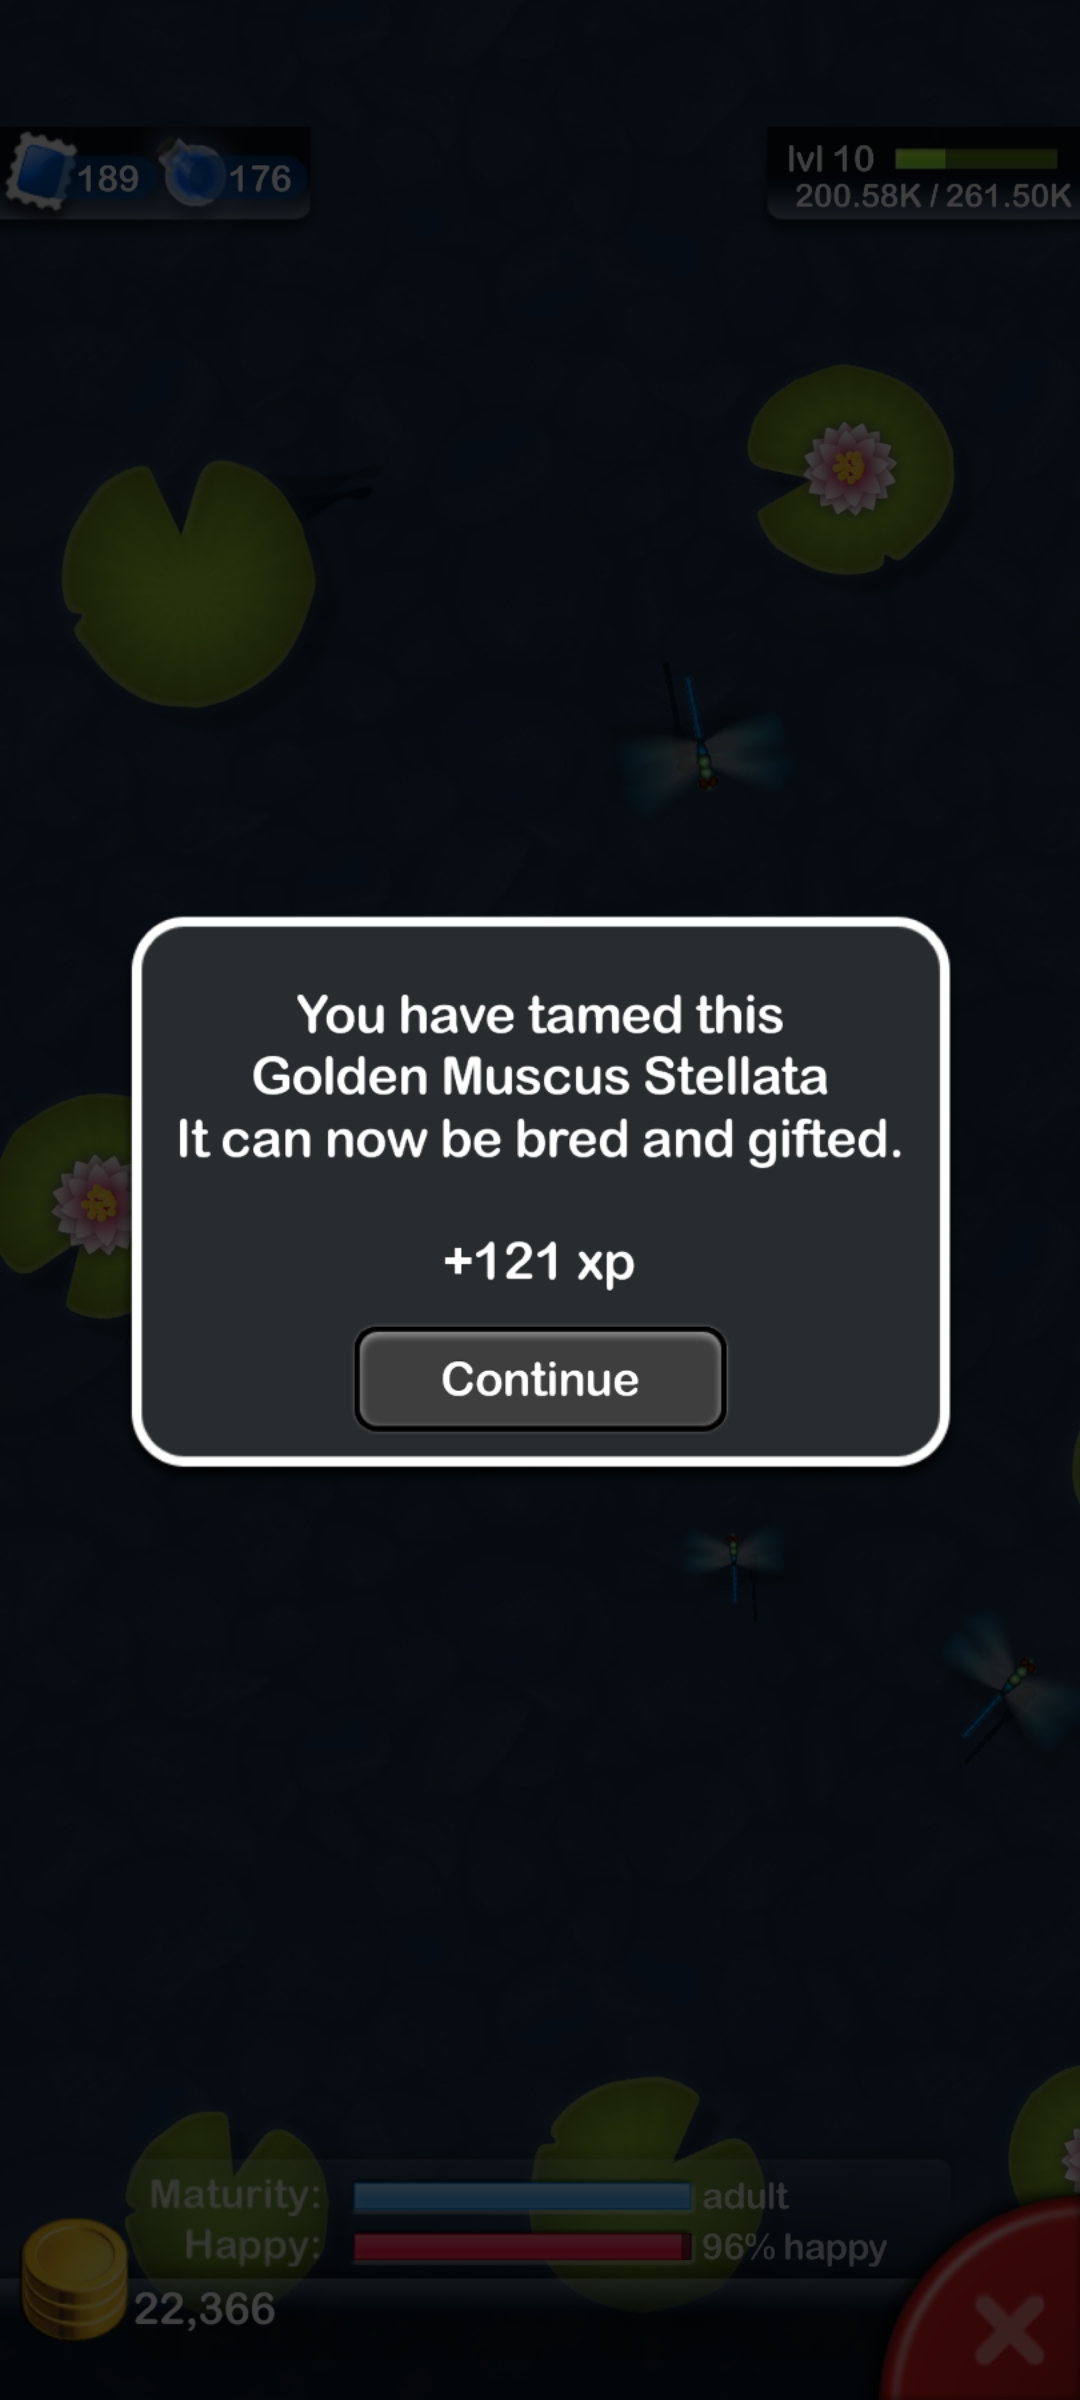 189 176
lvl 10
200.58K / 261.50K
You have tamed this
Golden Muscus Stellata
It can now be bred and gifted.
+121 xp
Continue
Maturity: adult
Happy: 96% happy
22,366